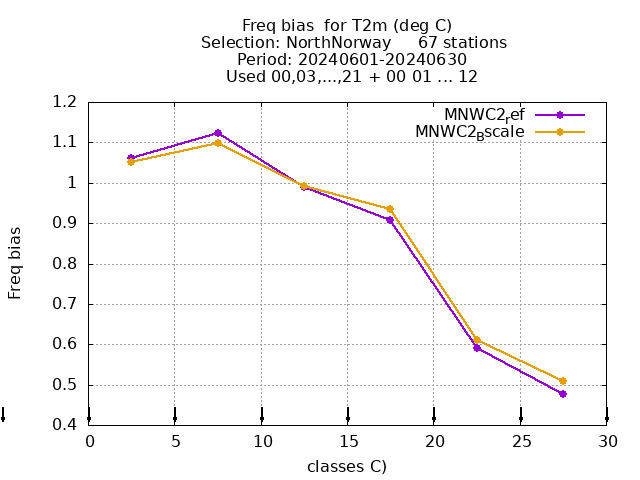 Freq bias  for T2m (deg C)
Selection: NorthNorway     67 stations
Period: 20240601-20240630
Used 00,03,...,21 + 00 01 ... 12
MNWC2_ref
MNWC2_Bscale
1.2
1.1
1
0.9
0.8
0.7
0.6
0.5
0.4
Freq bias
0 5 10 15 20 25 30
classes C)